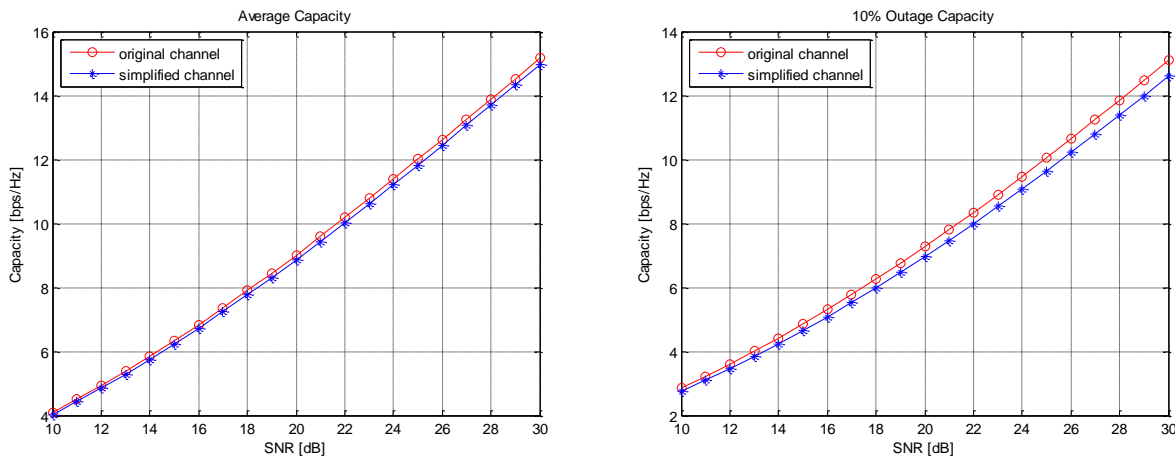 Average Capacity
16
14
12
10
8
6
4
Capacity [bps/Hz]
original channel
simplified channel
10 12 14 16 18 20 22 24 26 28 30
SNR [dB]
10% Outage Capacity
16
14
12
10
8
6
4
2
Capacity [bps/Hz]
original channel
simplified channel
10 12 14 16 18 20 22 24 26 28 30
SNR [dB]